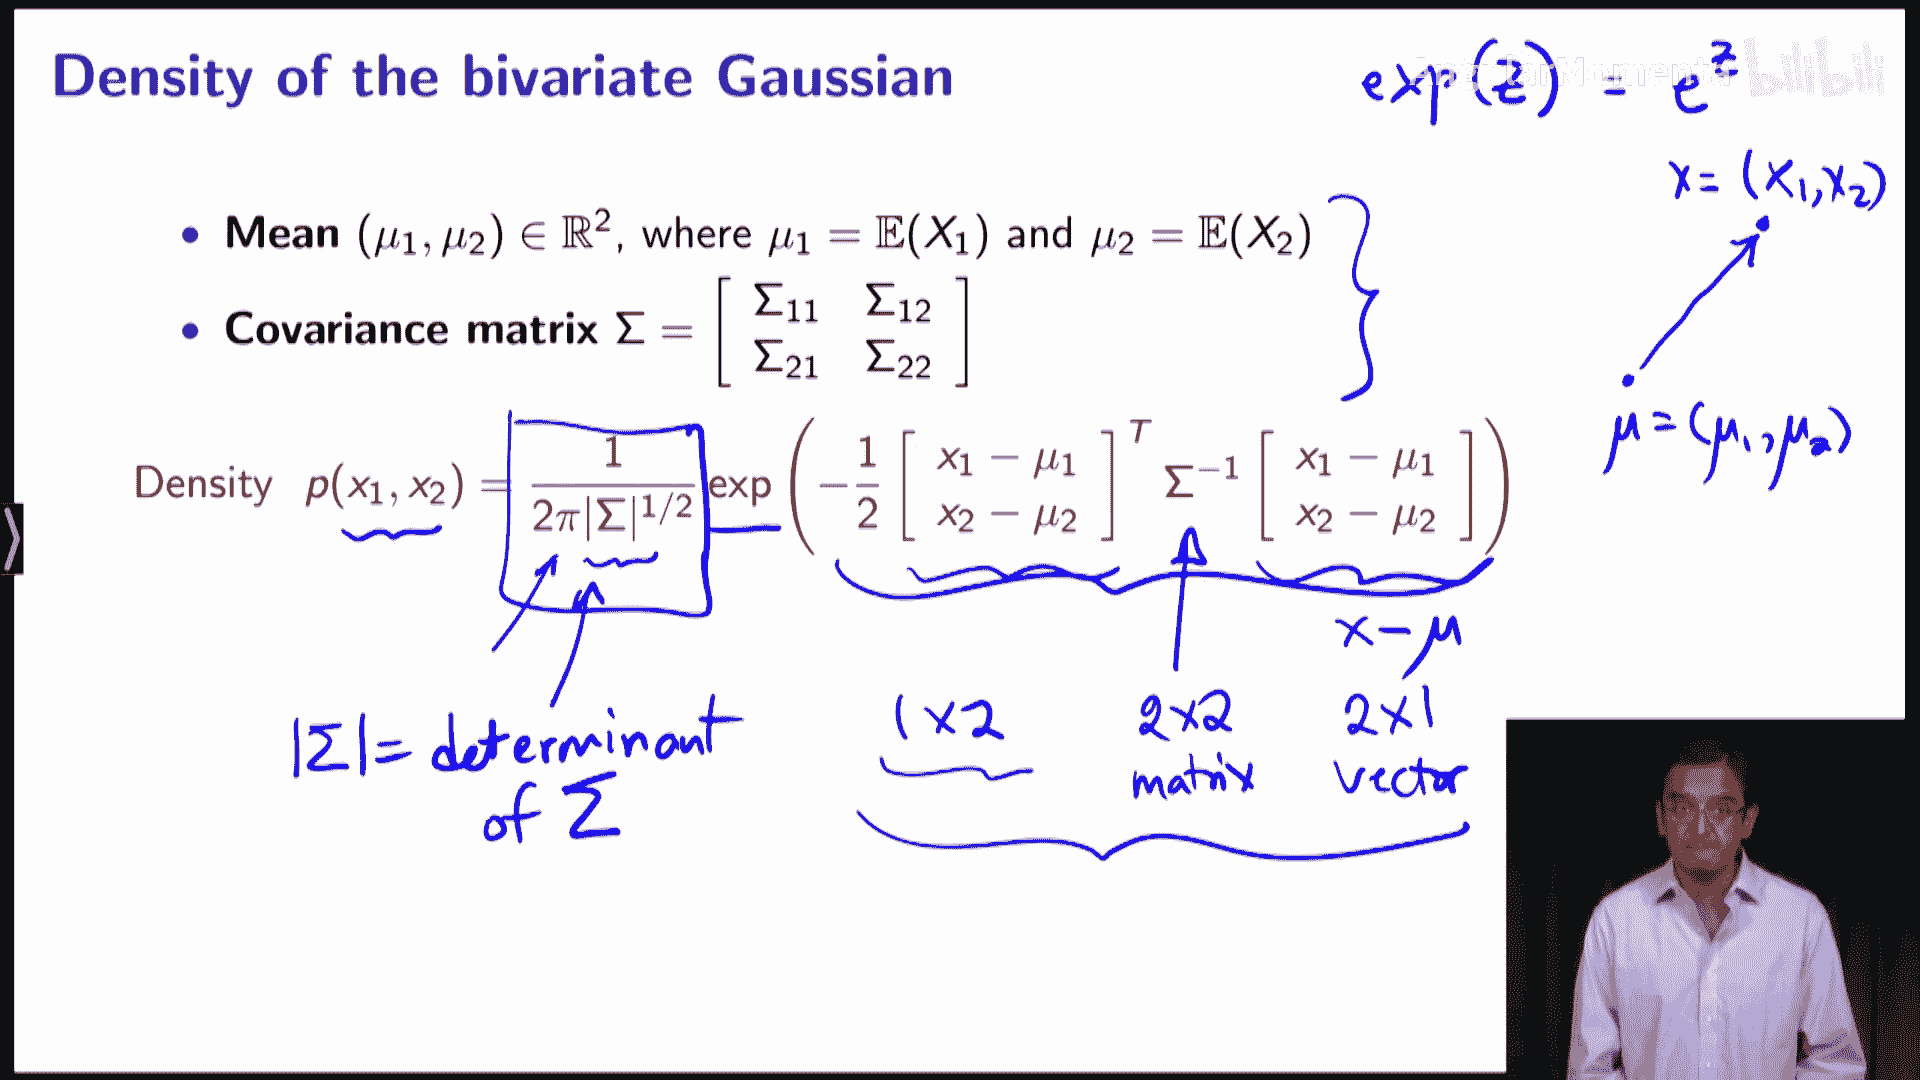 Density of the bivariate Gaussian
exp(z) = e^z
bilibili
x = (x₁, x₂)
• Mean (μ₁, μ₂) ∈ ℝ², where μ₁ = 𝔼(X₁) and μ₂ = 𝔼(X₂)
• Covariance matrix Σ = [ Σ₁₁ Σ₁₂
Σ₂₁ Σ₂₂ ]
μ = (μ₁, μ₂)
Density p(x₁, x₂) = 1 / (2π|Σ|^{1/2}) exp ( −1/2 [ x₁ − μ₁ ; x₂ − μ₂ ]^T Σ⁻¹ [ x₁ − μ₁ ; x₂ − μ₂ ] )
x − μ
1 x 2 2 x 2 2 x 1
matrix vector
|Σ| = determinant
of Σ